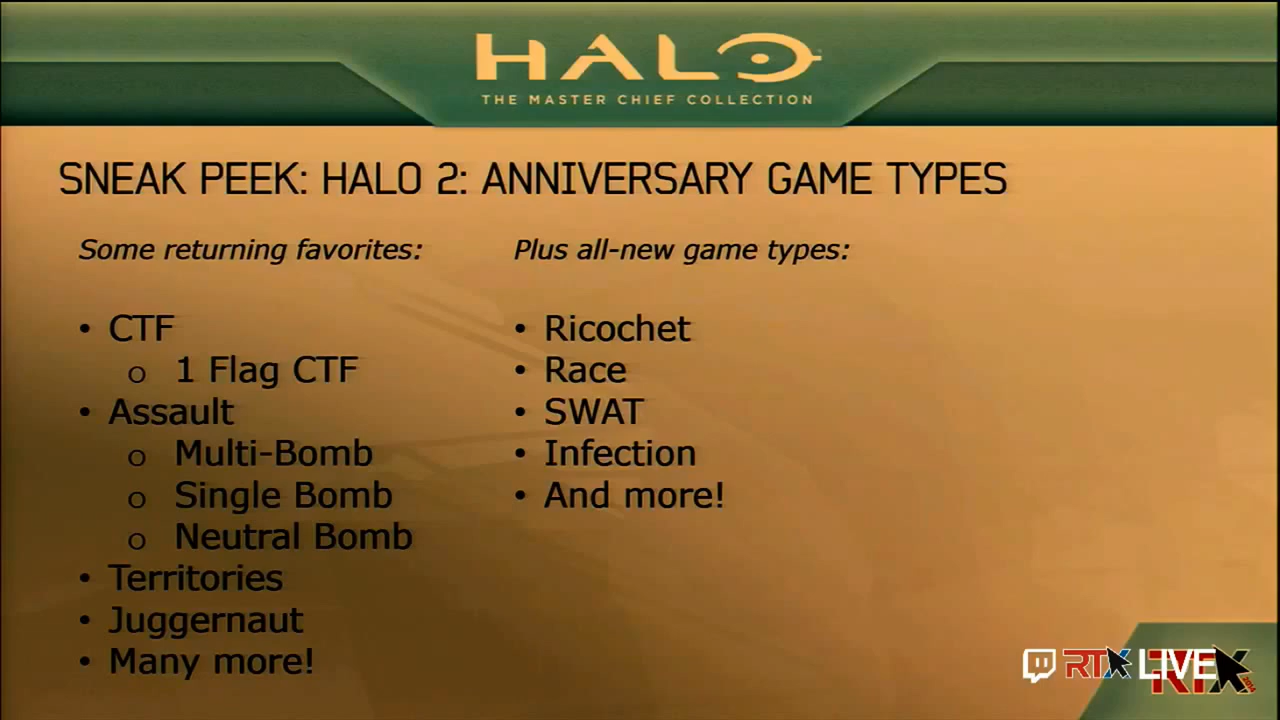 HALO
THE MASTER CHIEF COLLECTION
SNEAK PEEK: HALO 2: ANNIVERSARY GAME TYPES
Some returning favorites:
• CTF
o 1 Flag CTF
• Assault
o Multi-Bomb
o Single Bomb
o Neutral Bomb
• Territories
• Juggernaut
• Many more!
Plus all-new game types:
• Ricochet
• Race
• SWAT
• Infection
• And more!
RTX LIVE
RTX 2014